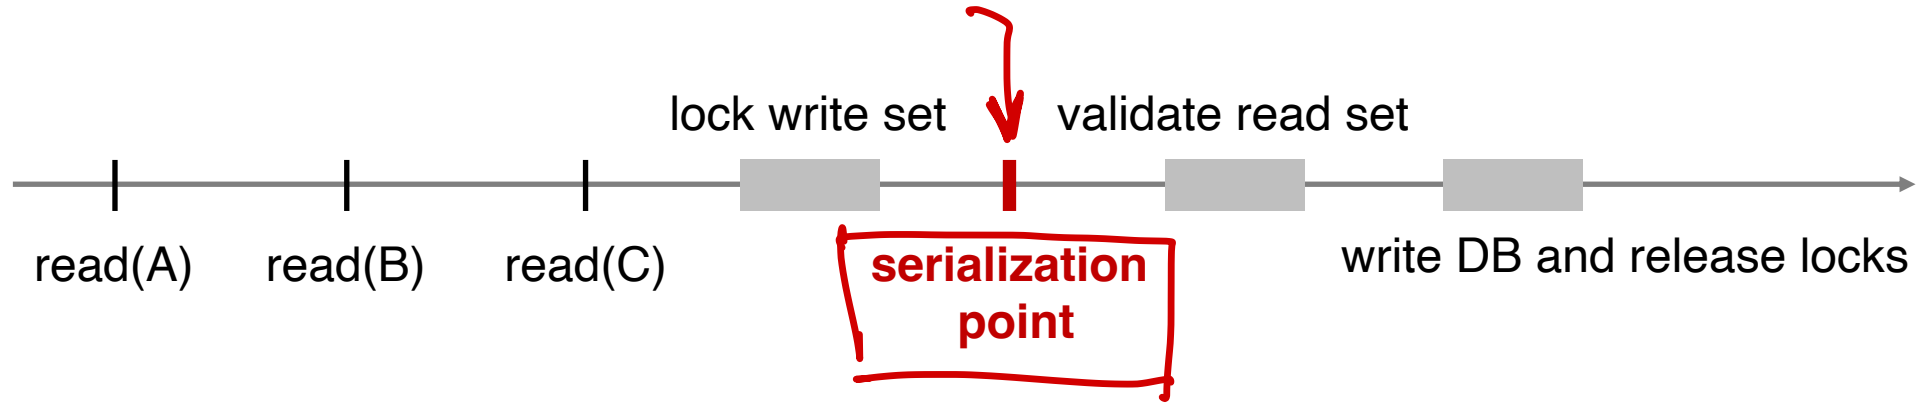 lock write set
validate read set
read(A)
read(B)
read(C)
serialization
point
write DB and release locks